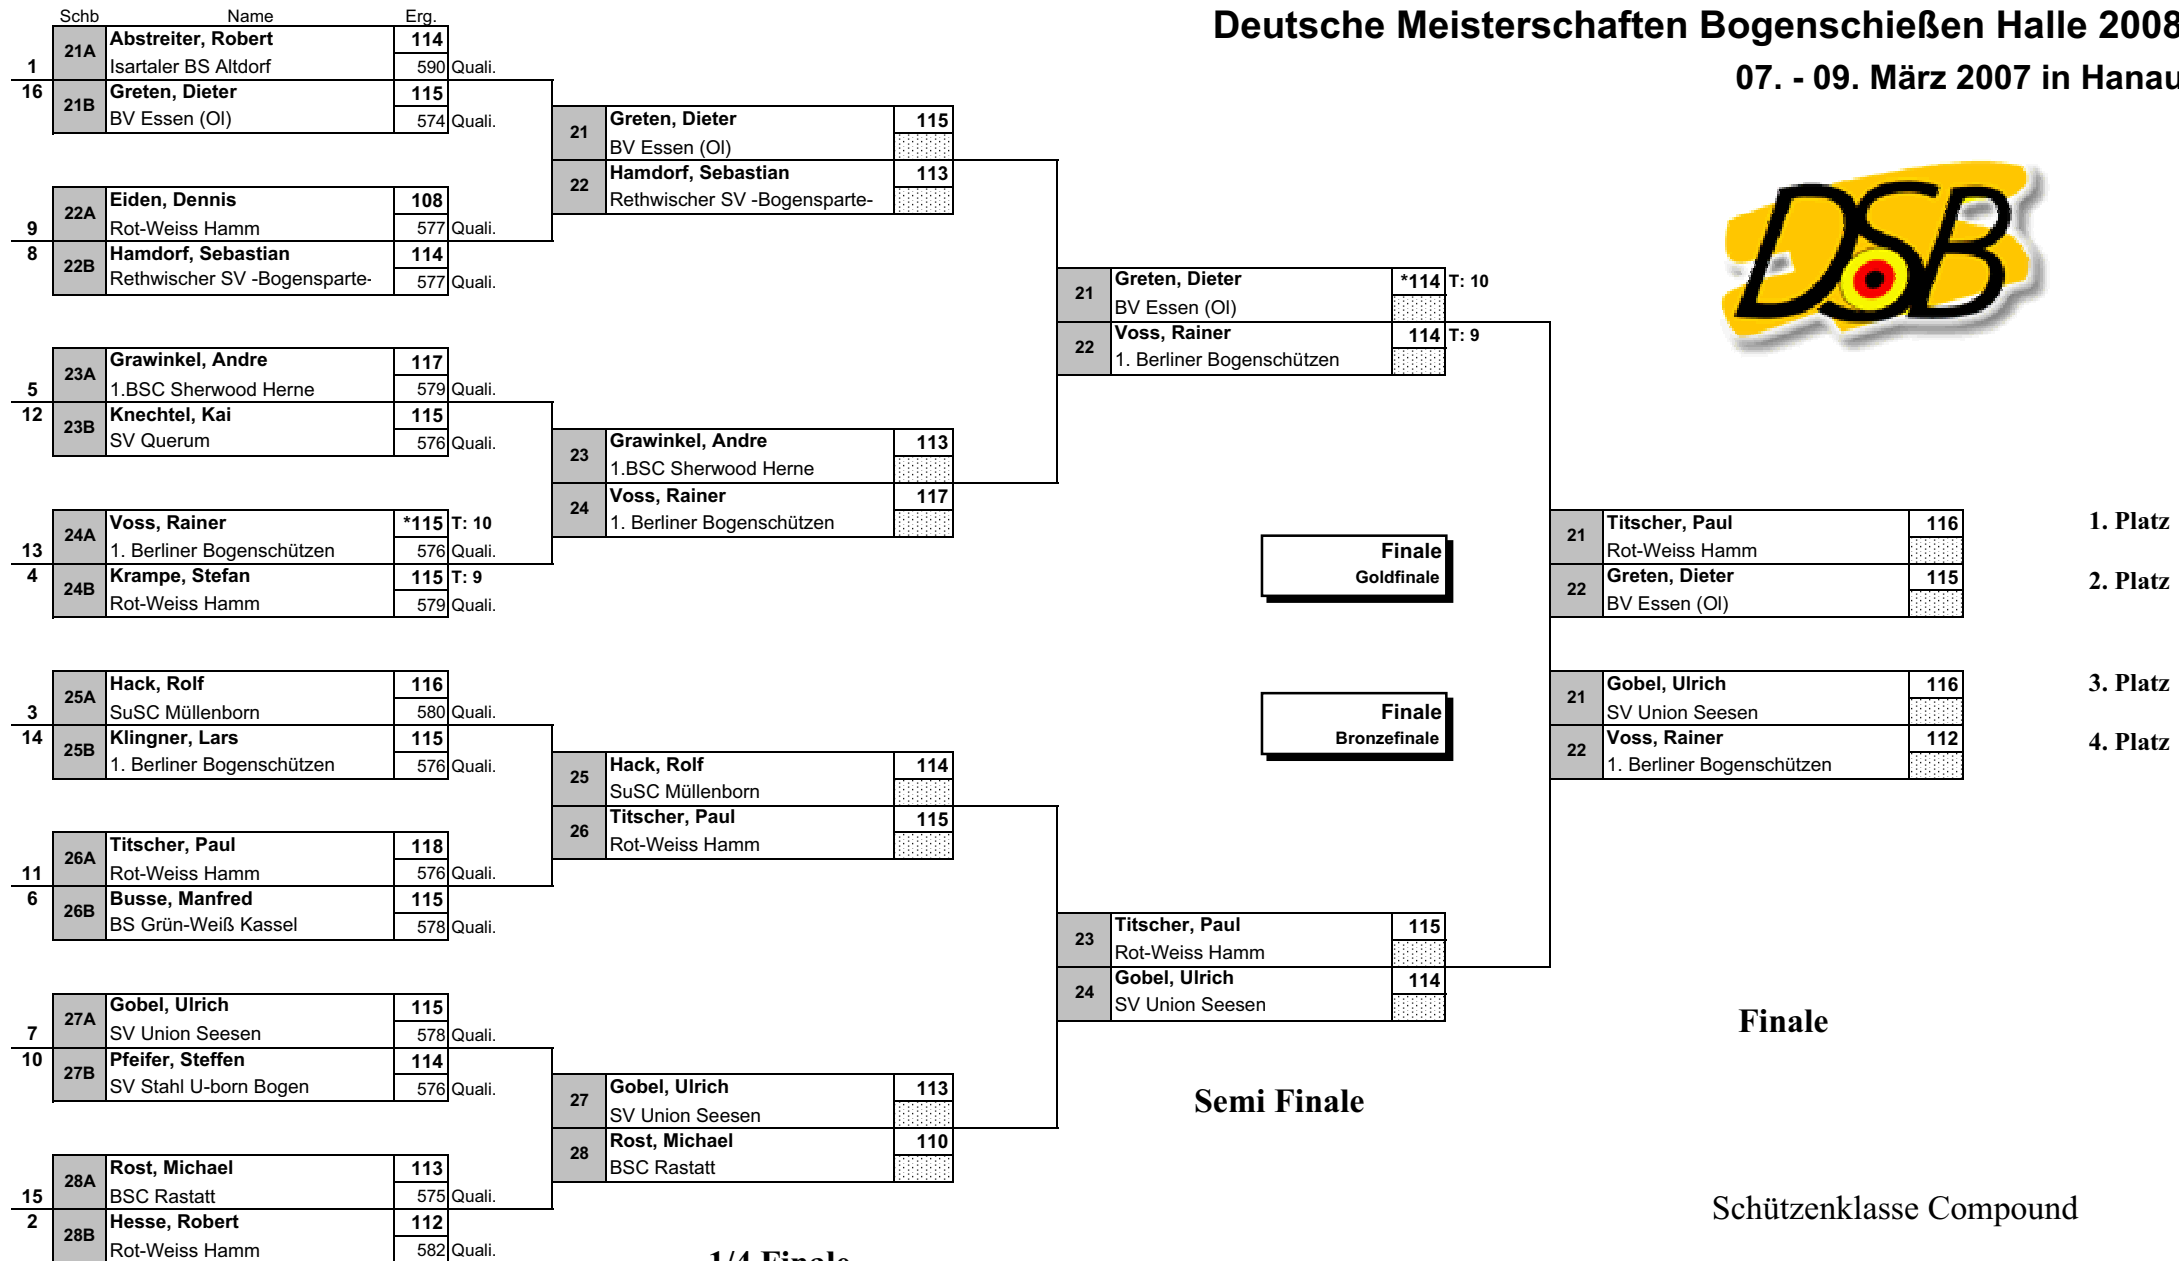 Schb Name Erg.
Deutsche Meisterschaften Bogenschießen Halle 2008
07. - 09. März 2007 in Hanau
21A Abstreiter, Robert 114
1 Isartaler BS Altdorf 590 Quali.
16 21B Greten, Dieter 115
BV Essen (Ol) 574 Quali.
22A Eiden, Dennis 108
9 Rot-Weiss Hamm 577 Quali.
8 22B Hamdorf, Sebastian 114
Rethwischer SV -Bogensparte- 577 Quali.
23A Grawinkel, Andre 117
5 1.BSC Sherwood Herne 579 Quali.
12 23B Knechtel, Kai 115
SV Querum 576 Quali.
24A Voss, Rainer *115 T: 10
13 1. Berliner Bogenschützen 576 Quali.
4 24B Krampe, Stefan 115 T: 9
Rot-Weiss Hamm 579 Quali.
25A Hack, Rolf 116
3 SuSC Müllenborn 580 Quali.
14 25B Klingner, Lars 115
1. Berliner Bogenschützen 576 Quali.
26A Titscher, Paul 118
11 Rot-Weiss Hamm 576 Quali.
6 26B Busse, Manfred 115
BS Grün-Weiß Kassel 578 Quali.
27A Gobel, Ulrich 115
7 SV Union Seesen 578 Quali.
10 27B Pfeifer, Steffen 114
SV Stahl U-born Bogen 576 Quali.
28A Rost, Michael 113
15 BSC Rastatt 575 Quali.
2 28B Hesse, Robert 112
Rot-Weiss Hamm 582 Quali.
21 Greten, Dieter 115
BV Essen (Ol)
22 Hamdorf, Sebastian 113
Rethwischer SV -Bogensparte-
23 Grawinkel, Andre 113
1.BSC Sherwood Herne
24 Voss, Rainer 117
1. Berliner Bogenschützen
25 Hack, Rolf 114
SuSC Müllenborn
26 Titscher, Paul 115
Rot-Weiss Hamm
27 Gobel, Ulrich 113
SV Union Seesen
28 Rost, Michael 110
BSC Rastatt
1/4 Finale
21 Greten, Dieter *114 T: 10
BV Essen (Ol)
22 Voss, Rainer 114 T: 9
1. Berliner Bogenschützen
Finale
Goldfinale
Finale
Bronzefinale
23 Titscher, Paul 115
Rot-Weiss Hamm
24 Gobel, Ulrich 114
SV Union Seesen
Semi Finale
DSB
21 Titscher, Paul 116 1. Platz
Rot-Weiss Hamm
22 Greten, Dieter 115 2. Platz
BV Essen (Ol)
21 Gobel, Ulrich 116 3. Platz
SV Union Seesen
22 Voss, Rainer 112 4. Platz
1. Berliner Bogenschützen
Finale
Schützenklasse Compound